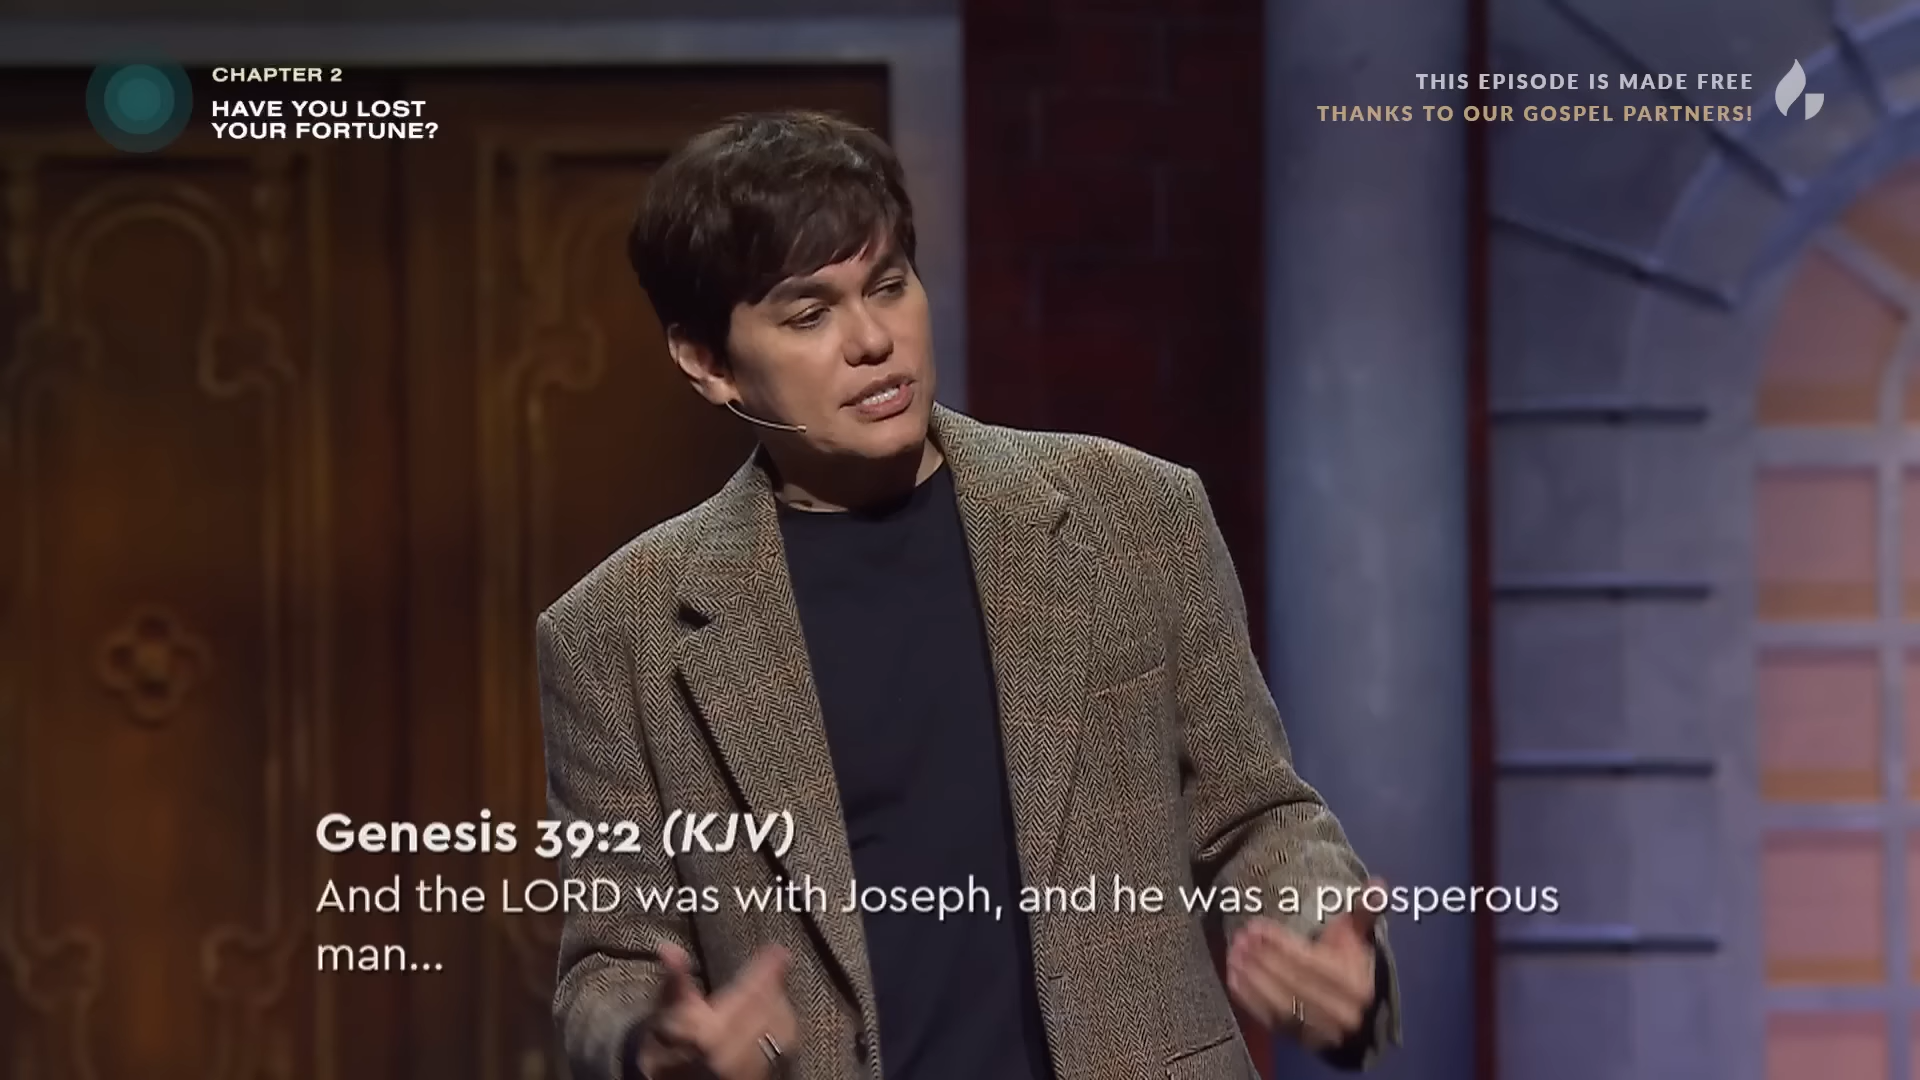 CHAPTER 2
HAVE YOU LOST
YOUR FORTUNE?
THIS EPISODE IS MADE FREE
THANKS TO OUR GOSPEL PARTNERS!
Genesis 39:2 (KJV)
And the LORD was with Joseph, and he was a prosperous
man...